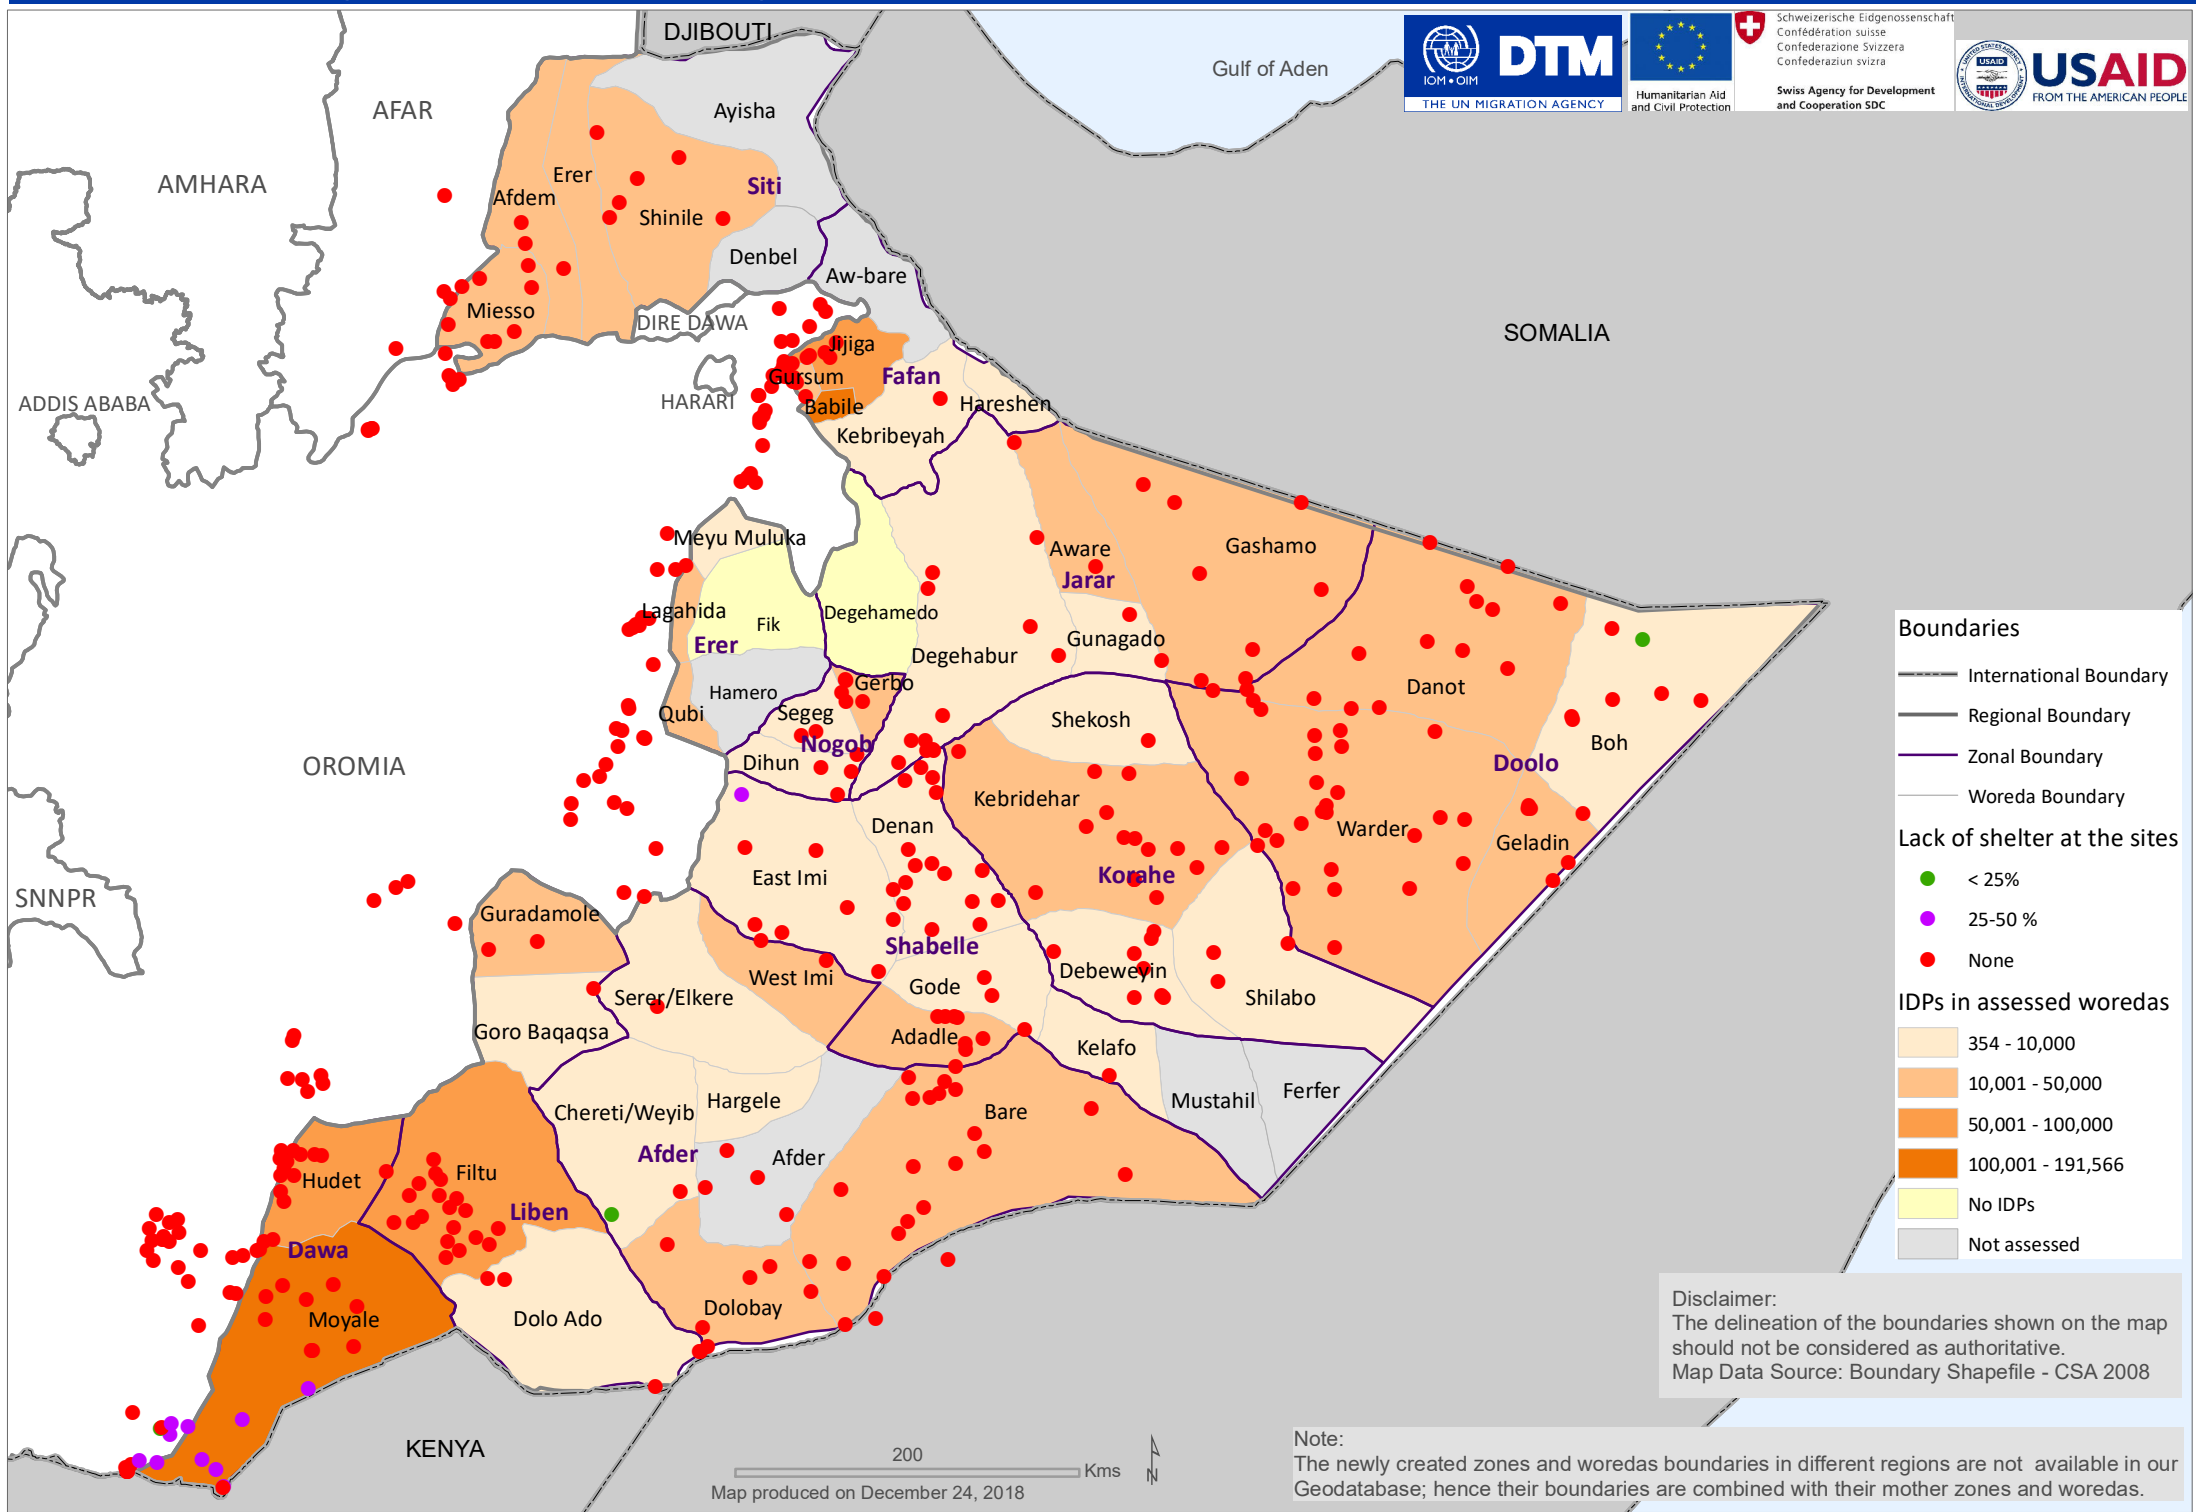 DJIBOUTI
Gulf of Aden
IOM • OIM
DTM
THE UN MIGRATION AGENCY
Humanitarian Aid
and Civil Protection
Schweizerische Eidgenossenschaft
Confédération suisse
Confederazione Svizzera
Confederaziun svizra
Swiss Agency for Development
and Cooperation SDC
USAID
USAID
FROM THE AMERICAN PEOPLE
AFAR
AMHARA
Ayisha
Erer
Afdem
Siti
Shinile
Denbel
Aw-bare
Miesso
DIRE DAWA
SOMALIA
Jijiga
Gursum
Fafan
ADDIS ABABA
HARARI
Babile
Hareshen
Kebribeyah
Meyu Muluka
Aware
Gashamo
Jarar
Lagahida
Fik
Degehamedo
Erer
Gunagado
Degehabur
Hamero
Gerbo
Danot
Qubi
Segeg
Shekosh
Nogob
Boh
OROMIA
Dihun
Doolo
Kebridehar
Denan
Warder
Geladin
East Imi
Korahe
SNNPR
Guradamole
Shabelle
West Imi
Debeweyin
Gode
Serer/Elkere
Shilabo
Goro Baqaqsa
Adadle
Kelafo
Hargele
Mustahil
Ferfer
Chereti/Weyib
Bare
Afder
Afder
Hudet
Filtu
Liben
Dawa
Moyale
Dolo Ado
Dolobay
KENYA
Boundaries
International Boundary
Regional Boundary
Zonal Boundary
Woreda Boundary
Lack of shelter at the sites
< 25%
25-50 %
None
IDPs in assessed woredas
354 - 10,000
10,001 - 50,000
50,001 - 100,000
100,001 - 191,566
No IDPs
Not assessed
Disclaimer:
The delineation of the boundaries shown on the map
should not be considered as authoritative.
Map Data Source: Boundary Shapefile - CSA 2008
200
Kms
N
Map produced on December 24, 2018
Note:
The newly created zones and woredas boundaries in different regions are not available in our
Geodatabase; hence their boundaries are combined with their mother zones and woredas.